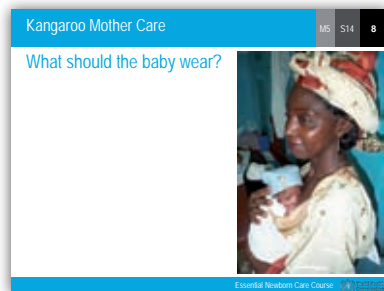 Kangaroo Mother Care
M5 S14 8
What should the baby wear?
Essential Newborn Care Course